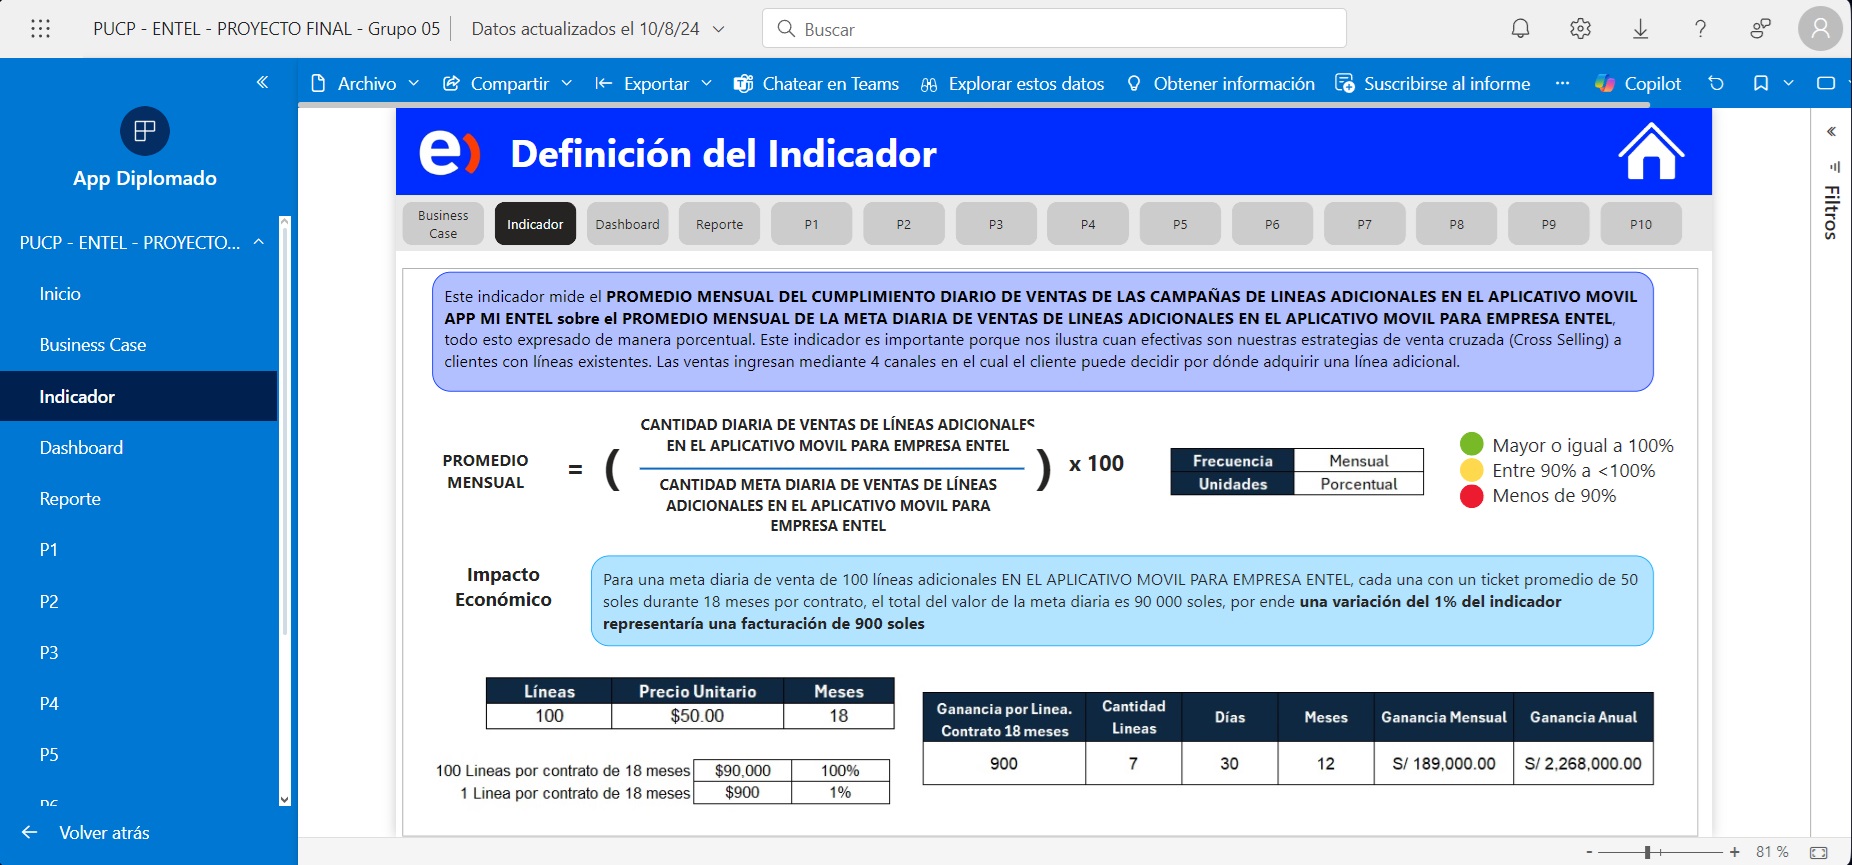 PUCP - ENTEL - PROYECTO FINAL - Grupo 05
Datos actualizados el 10/8/24
Buscar
Archivo
Compartir
Exportar
Chatear en Teams
Explorar estos datos
Obtener información
Suscribirse al informe
Copilot
App Diplomado
PUCP - ENTEL - PROYECTO...
Inicio
Business Case
Indicador
Dashboard
Reporte
P1
P2
P3
P4
P5
Volver atrás
e) Definición del Indicador
Business Case
Indicador
Dashboard
Reporte
P1
P2
P3
P4
P5
P6
P7
P8
P9
P10
Este indicador mide el PROMEDIO MENSUAL DEL CUMPLIMIENTO DIARIO DE VENTAS DE LAS CAMPAÑAS DE LINEAS ADICIONALES EN EL APLICATIVO MOVIL
APP MI ENTEL sobre el PROMEDIO MENSUAL DE LA META DIARIA DE VENTAS DE LINEAS ADICIONALES EN EL APLICATIVO MOVIL PARA EMPRESA ENTEL,
todo esto expresado de manera porcentual. Este indicador es importante porque nos ilustra cuan efectivas son nuestras estrategias de venta cruzada (Cross Selling) a
clientes con líneas existentes. Las ventas ingresan mediante 4 canales en el cual el cliente puede decidir por dónde adquirir una línea adicional.
PROMEDIO
MENSUAL
=
(
CANTIDAD DIARIA DE VENTAS DE LÍNEAS ADICIONALES
EN EL APLICATIVO MOVIL PARA EMPRESA ENTEL
CANTIDAD META DIARIA DE VENTAS DE LÍNEAS
ADICIONALES EN EL APLICATIVO MOVIL PARA
EMPRESA ENTEL
)
x 100
Frecuencia Mensual
Unidades Porcentual
Mayor o igual a 100%
Entre 90% a <100%
Menos de 90%
Impacto
Económico
Para una meta diaria de venta de 100 líneas adicionales EN EL APLICATIVO MOVIL PARA EMPRESA ENTEL, cada una con un ticket promedio de 50
soles durante 18 meses por contrato, el total del valor de la meta diaria es 90 000 soles, por ende una variación del 1% del indicador
representaría una facturación de 900 soles
Líneas Precio Unitario Meses
100 $50.00 18
100 Lineas por contrato de 18 meses $90,000 100%
1 Linea por contrato de 18 meses $900 1%
Ganancia por Linea. Contrato 18 meses Cantidad Lineas Días Meses Ganancia Mensual Ganancia Anual
900 7 30 12 S/ 189,000.00 S/ 2,268,000.00
Filtros
- + 81 %